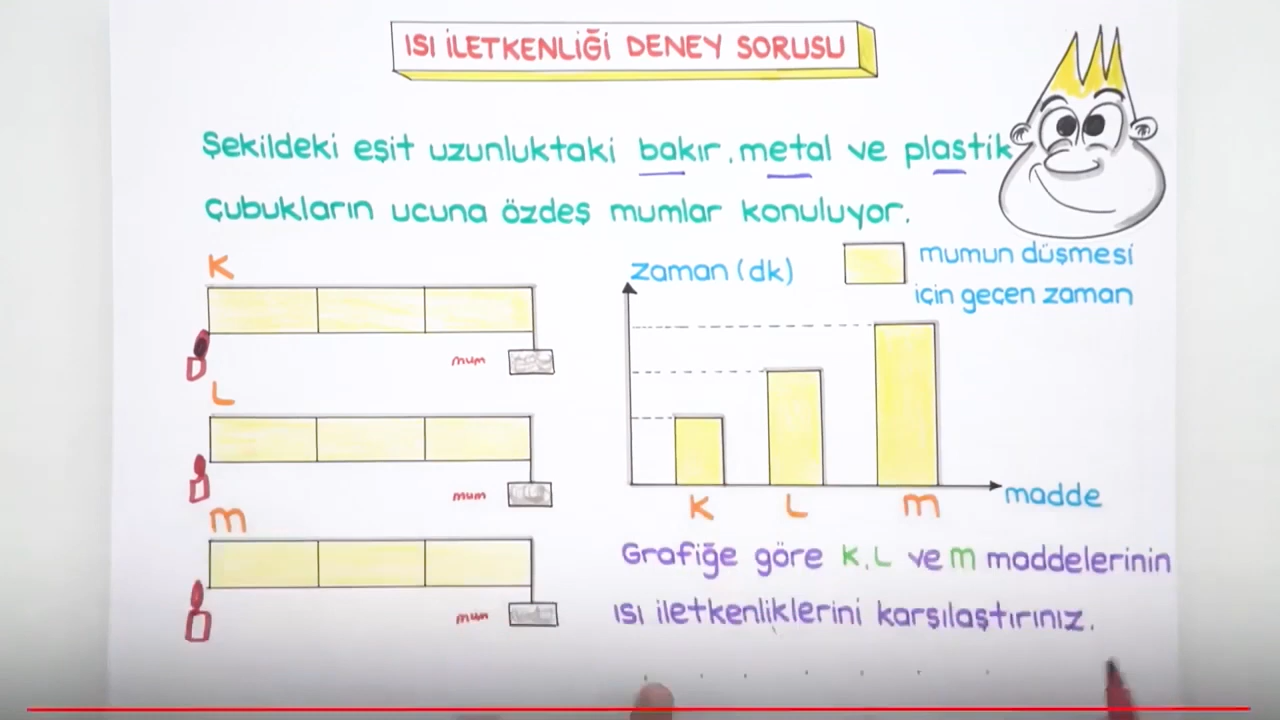 ISI İLETKENLİĞİ DENEY SORUSU
Şekildeki eşit uzunluktaki bakır, metal ve plastik
çubukların ucuna özdeş mumlar konuluyor.
K
mum
L
mum
M
mum
zaman (dk)
mumun düşmesi
için geçen zaman
K L M
madde
Grafiğe göre K, L ve M maddelerinin
ısı iletkenliklerini karşılaştırınız.